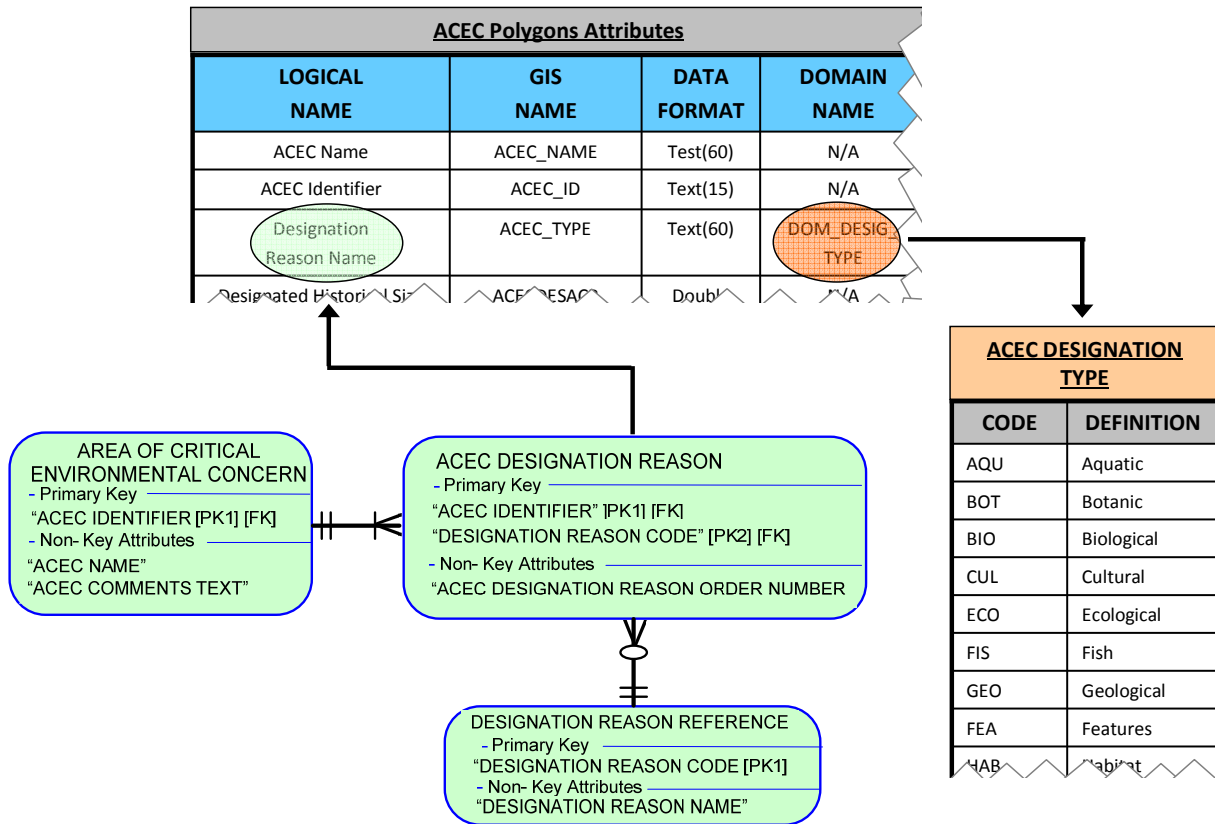 ACEC Polygons Attributes
LOGICAL NAME GIS NAME DATA FORMAT DOMAIN NAME
ACEC Name ACEC_NAME Test(60) N/A
ACEC Identifier ACEC_ID Text(15) N/A
Designation Reason Name ACEC_TYPE Text(60) DOM_DESIG_TYPE
Designated Historical N/A
ACEC DESIGNATION
TYPE
CODE DEFINITION
AQU Aquatic
BOT Botanic
BIO Biological
CUL Cultural
ECO Ecological
FIS Fish
GEO Geological
FEA Features
HAB Habitat
AREA OF CRITICAL
ENVIRONMENTAL CONCERN
- Primary Key
“ACEC IDENTIFIER [PK1] [FK]
- Non- Key Attributes
“ACEC NAME”
“ACEC COMMENTS TEXT”
ACEC DESIGNATION REASON
- Primary Key
“ACEC IDENTIFIER” ]PK1] [FK]
“DESIGNATION REASON CODE” [PK2] [FK]
- Non-Key Attributes
“ACEC DESIGNATION REASON ORDER NUMBER
DESIGNATION REASON REFERENCE
- Primary Key
“DESIGNATION REASON CODE [PK1]
- Non- Key Attributes
“DESIGNATION REASON NAME”